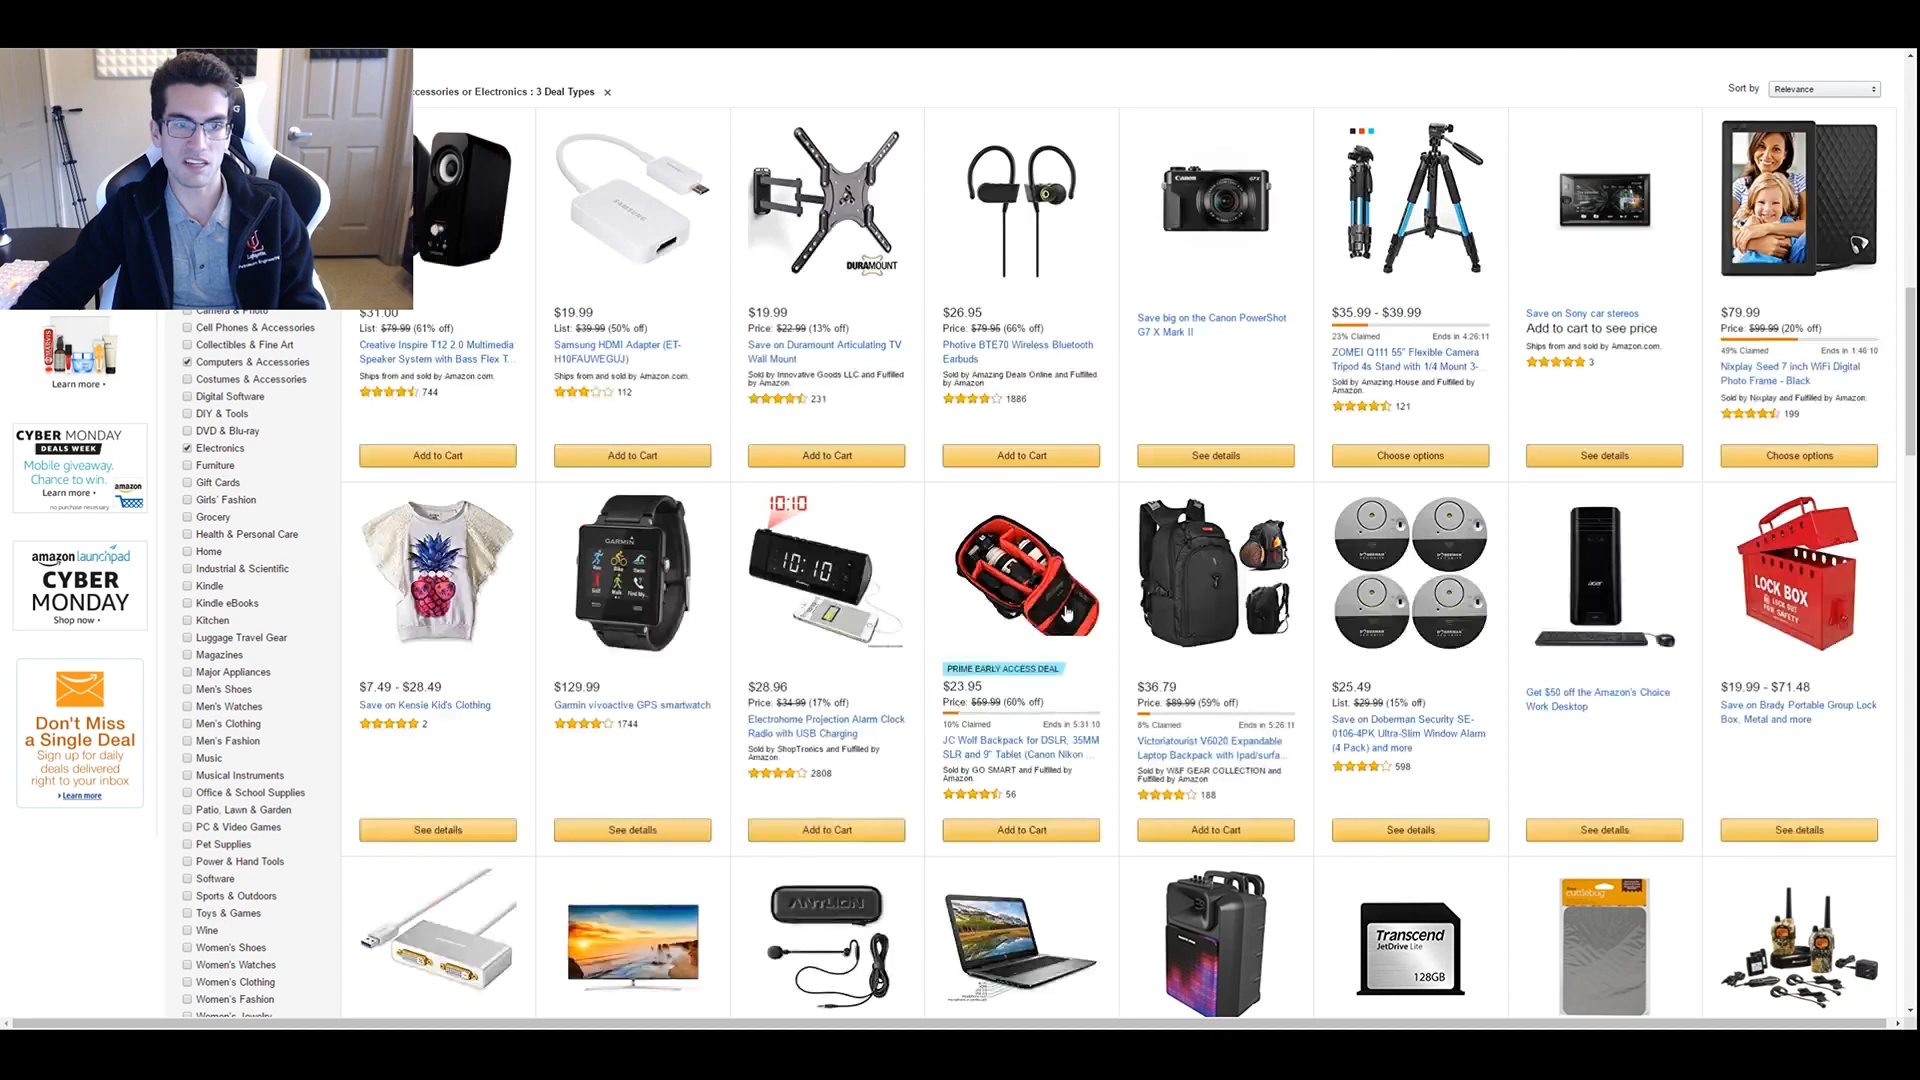 ccessories or Electronics : 3 Deal Types ×
Sort by Relevance
SAMSUNG
DURAMOUNT
Canon
G7X
$31.00
List: $79.99 (61% off)
Creative Inspire T12 2.0 Multimedia
Speaker System with Bass Flex T...
Ships from and sold by Amazon.com.
744
Add to Cart
$19.99
List: $39.99 (50% off)
Samsung HDMI Adapter (ET-
H10FAUWEGUJ)
Ships from and sold by Amazon.com.
112
Add to Cart
$19.99
Price: $22.99 (13% off)
Save on Duramount Articulating TV
Wall Mount
Sold by Innovative Goods LLC and Fulfilled
by Amazon.
231
Add to Cart
$26.95
Price: $79.95 (66% off)
Photive BTE70 Wireless Bluetooth
Earbuds
Sold by Amazing Deals Online and Fulfilled
by Amazon
1886
Add to Cart
Save big on the Canon PowerShot
G7 X Mark II
See details
$35.99 - $39.99
23% Claimed Ends in 4:26:11
ZOMEI Q111 55" Flexible Camera
Tripod 4s Stand with 1/4 Mount 3-...
Sold by Amazing House and Fulfilled by
Amazon.
121
Choose options
Save on Sony car stereos
Add to cart to see price
Ships from and sold by Amazon.com.
3
See details
$79.99
Price: $99.99 (20% off)
49% Claimed Ends in 1:46:10
Nixplay Seed 7 inch WiFi Digital
Photo Frame - Black
Sold by Nixplay and Fulfilled by Amazon.
199
Choose options
Learn more ›
CYBER MONDAY
DEALS WEEK
Mobile giveaway.
Chance to win.
Learn more ›
amazon
no purchase necessary
amazon launchpad
CYBER
MONDAY
Shop now ›
Don't Miss
a Single Deal
Sign up for daily
deals delivered
right to your inbox
Learn more
Camera & Photo
Cell Phones & Accessories
Collectibles & Fine Art
Computers & Accessories
Costumes & Accessories
Digital Software
DIY & Tools
DVD & Blu-ray
Electronics
Furniture
Gift Cards
Girls' Fashion
Grocery
Health & Personal Care
Home
Industrial & Scientific
Kindle
Kindle eBooks
Kitchen
Luggage Travel Gear
Magazines
Major Appliances
Men's Shoes
Men's Watches
Men's Clothing
Men's Fashion
Music
Musical Instruments
Office & School Supplies
Patio, Lawn & Garden
PC & Video Games
Pet Supplies
Power & Hand Tools
Software
Sports & Outdoors
Toys & Games
Wine
Women's Shoes
Women's Watches
Women's Clothing
Women's Fashion
Women's Jewelry
GARMIN
10:10
10:10
acer
LOCK BOX
$7.49 - $28.49
Save on Kensie Kid's Clothing
2
See details
$129.99
Garmin vivoactive GPS smartwatch
1744
See details
$28.96
Price: $34.99 (17% off)
Electrohome Projection Alarm Clock
Radio with USB Charging
Sold by ShopTronics and Fulfilled by
Amazon.
2808
Add to Cart
PRIME EARLY ACCESS DEAL
$23.95
Price: $59.99 (60% off)
10% Claimed Ends in 5:31:10
JC Wolf Backpack for DSLR, 35MM
SLR and 9" Tablet (Canon Nikon ...
Sold by GO SMART and Fulfilled by
Amazon.
56
Add to Cart
$36.79
Price: $89.99 (59% off)
8% Claimed Ends in 5:26:11
Victoriatourist V6020 Expandable
Laptop Backpack with Ipad/surfa...
Sold by W&F GEAR COLLECTION and
Fulfilled by Amazon
188
Add to Cart
$25.49
List: $29.99 (15% off)
Save on Doberman Security SE-
0106-4PK Ultra-Slim Window Alarm
(4 Pack) and more
598
See details
Get $50 off the Amazon's Choice
Work Desktop
See details
$19.99 - $71.48
Save on Brady Portable Group Lock
Box, Metal and more
See details
ANTLION
Transcend
JetDrive Lite
128GB
cuttlebug